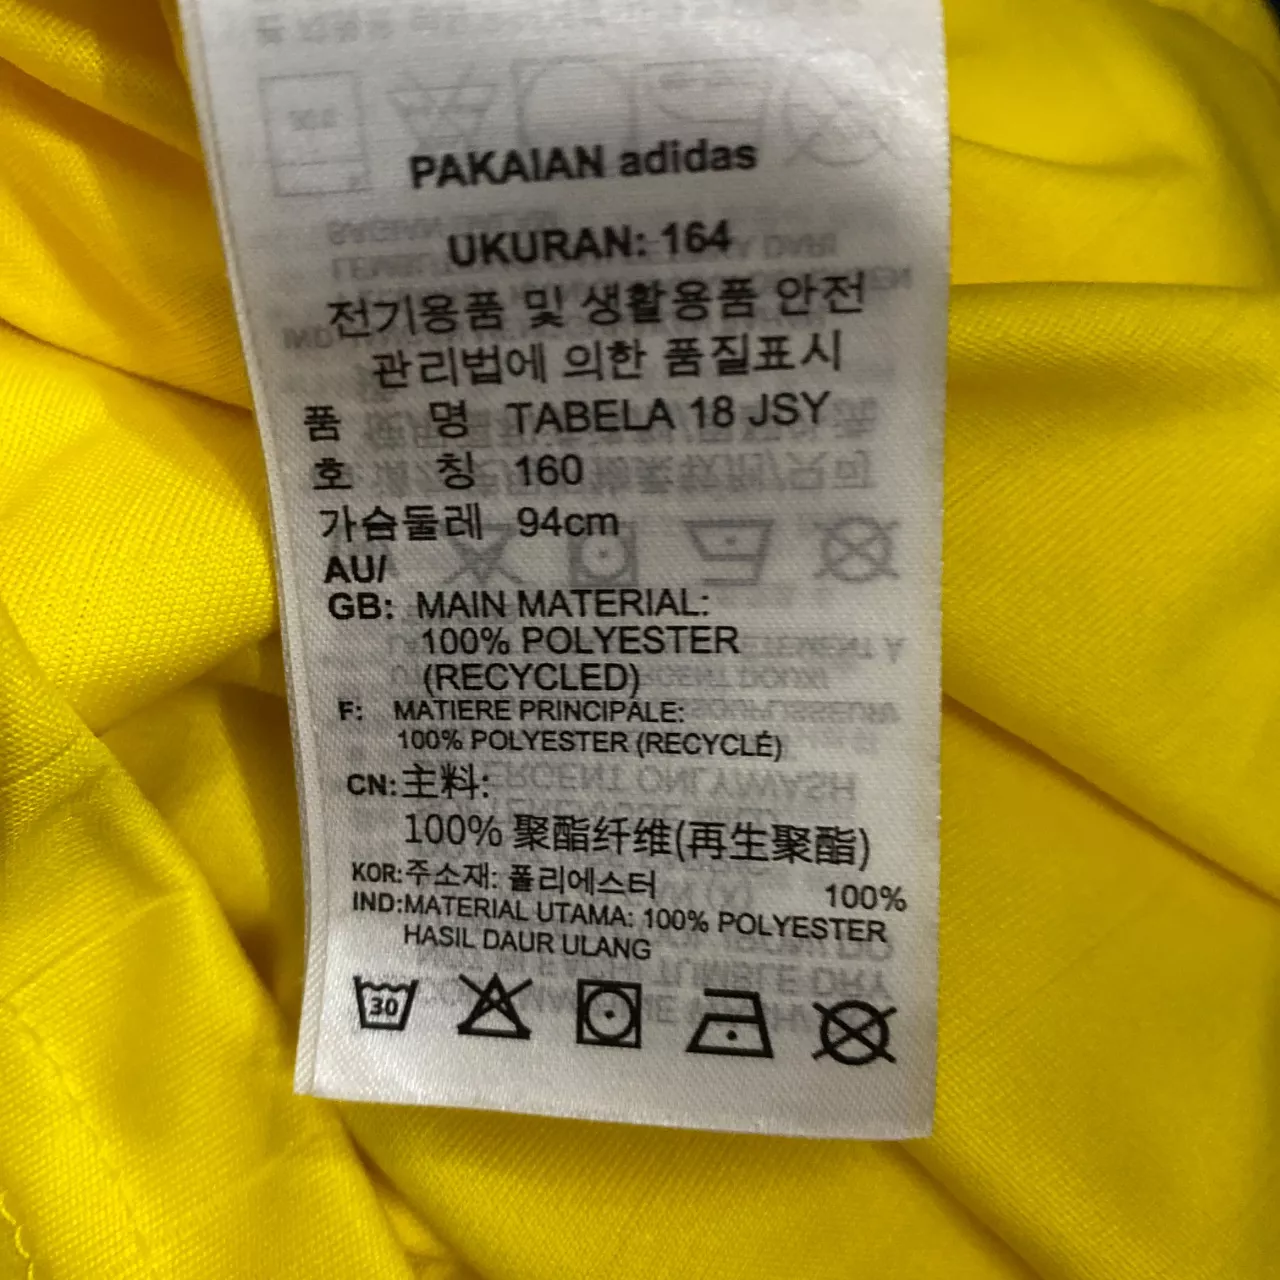 PAKAIAN adidas
UKURAN: 164
전기용품 및 생활용품 안전
관리법에 의한 품질표시
품 명 TABELA 18 JSY
호 칭 160
가슴둘레 94cm
AU/
GB: MAIN MATERIAL:
100% POLYESTER
(RECYCLED)
F: MATIERE PRINCIPALE:
100% POLYESTER (RECYCLÉ)
CN: 主料:
100% 聚酯纤维(再生聚酯)
KOR: 주소재: 폴리에스터 100%
IND: MATERIAL UTAMA: 100% POLYESTER
HASIL DAUR ULANG
30